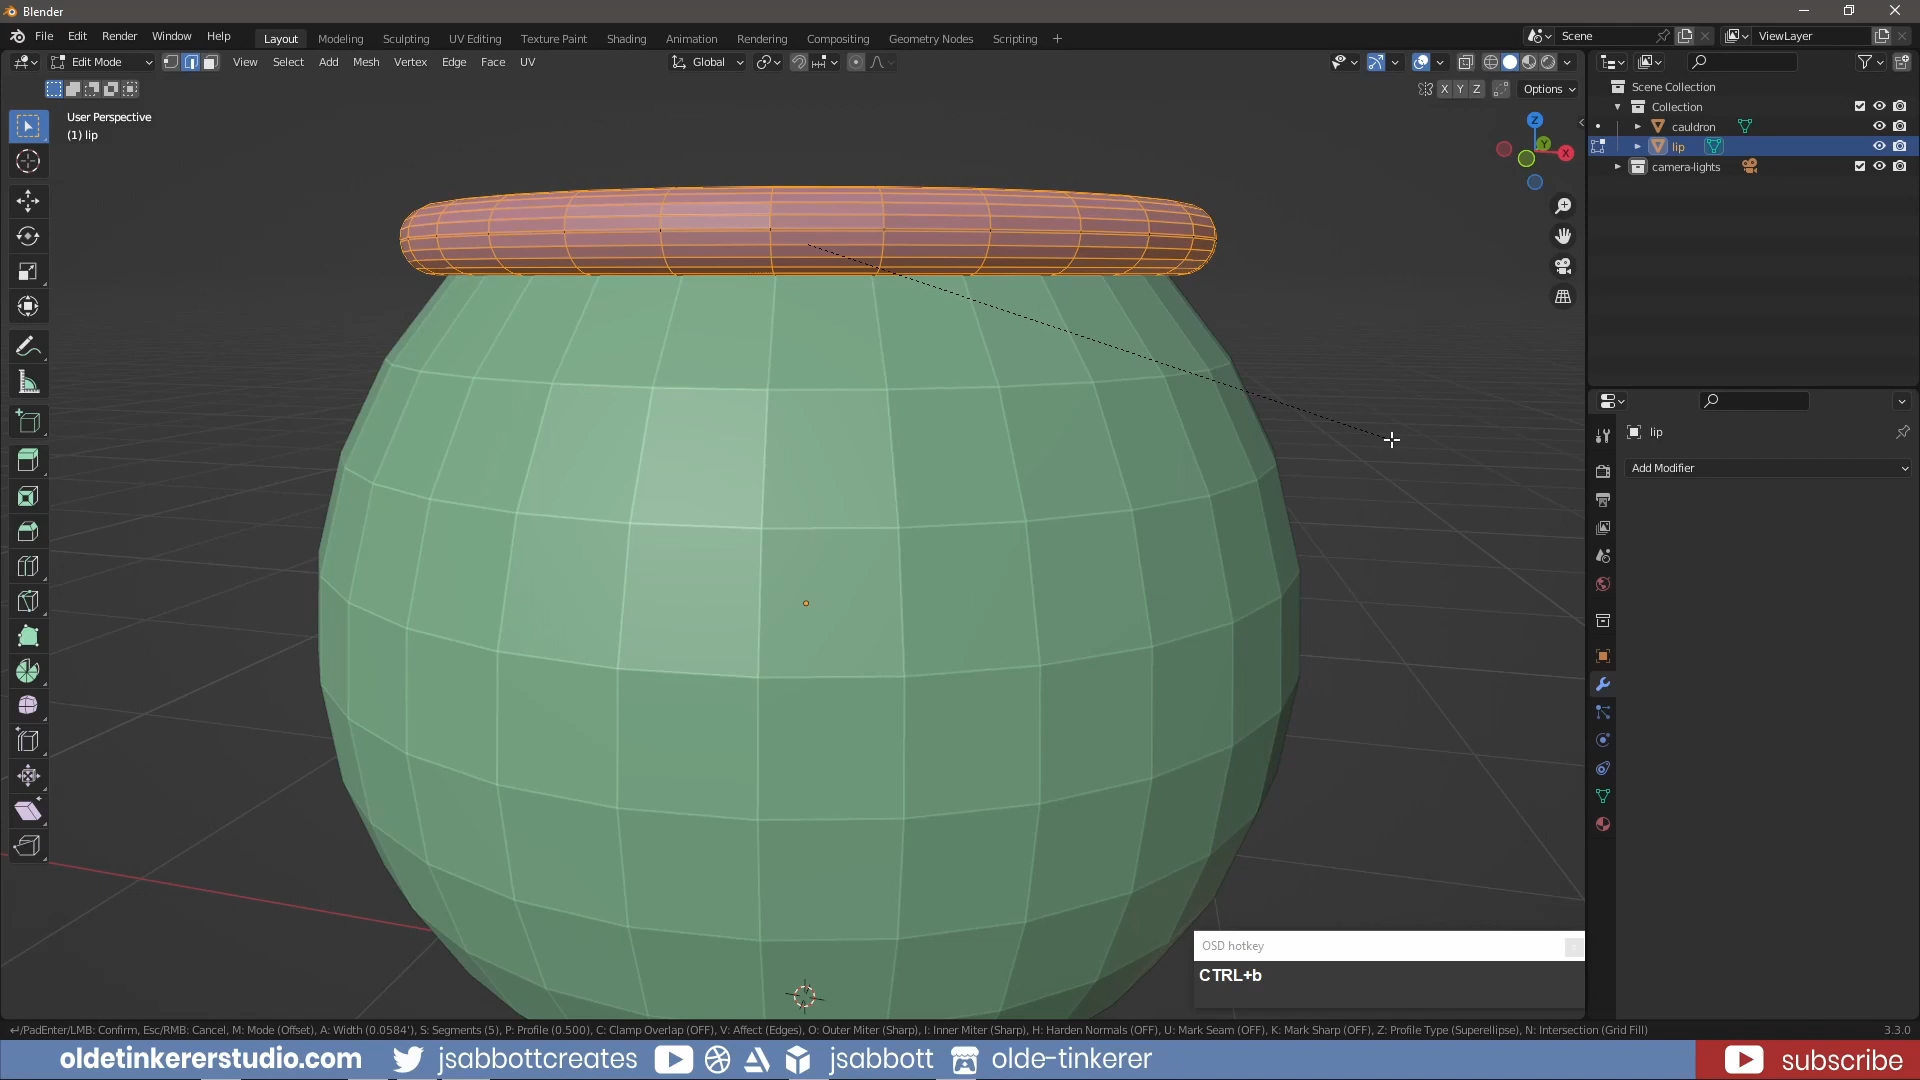 Blender
File Edit Render Window Help Layout Modeling Sculpting UV Editing Texture Paint Shading Animation Rendering Compositing Geometry Nodes Scripting + Scene ViewLayer
Edit Mode View Select Add Mesh Vertex Edge Face UV Global
X Y Z Options
Scene Collection
Collection
cauldron
lip
camera-lights
User Perspective
(1) lip
Z Y X
lip
Add Modifier
OSD hotkey
CTRL+b
↵/PadEnter/LMB: Confirm, Esc/RMB: Cancel, M: Mode (Offset), A: Width (0.0584'), S: Segments (5), P: Profile (0.500), C: Clamp Overlap (OFF), V: Affect (Edges), O: Outer Miter (Sharp), I: Inner Miter (Sharp), H: Harden Normals (OFF), U: Mark Seam (OFF), K: Mark Sharp (OFF), Z: Profile Type (Superellipse), N: Intersection (Grid Fill) 3.3.0
oldetinkererstudio.com jsabbottcreates jsabbott olde-tinkerer subscribe